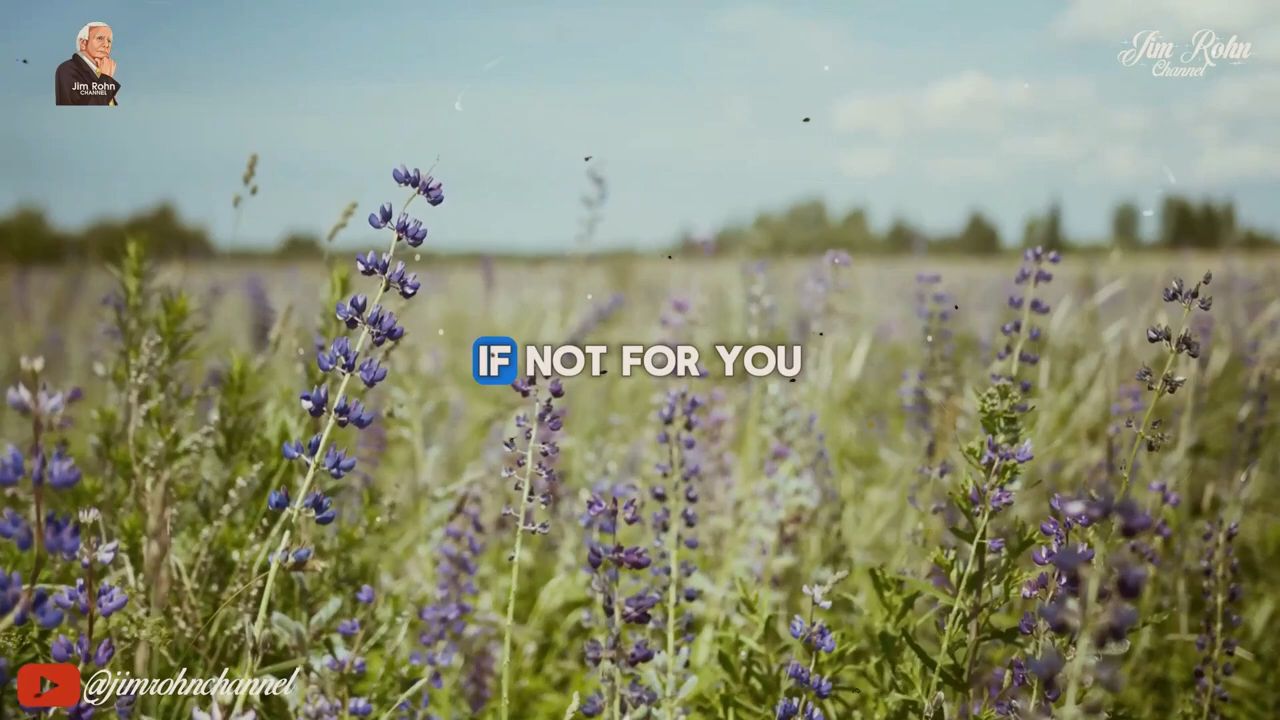 Jim Rohn
CHANNEL
Jim Rohn
Channel
IF NOT FOR YOU
@jimrohnchannel